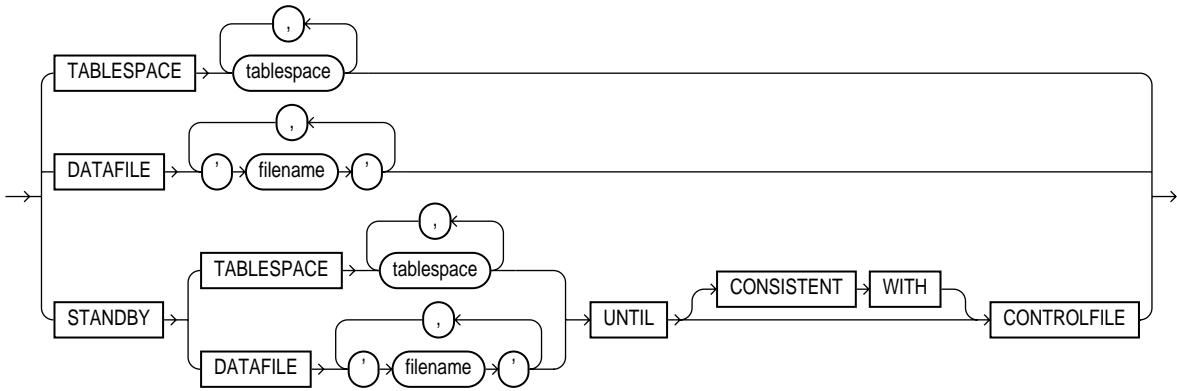 ,
TABLESPACE tablespace
,
DATAFILE ' filename '
,
TABLESPACE tablespace
CONSISTENT WITH
STANDBY , UNTIL CONTROLFILE
DATAFILE ' filename '